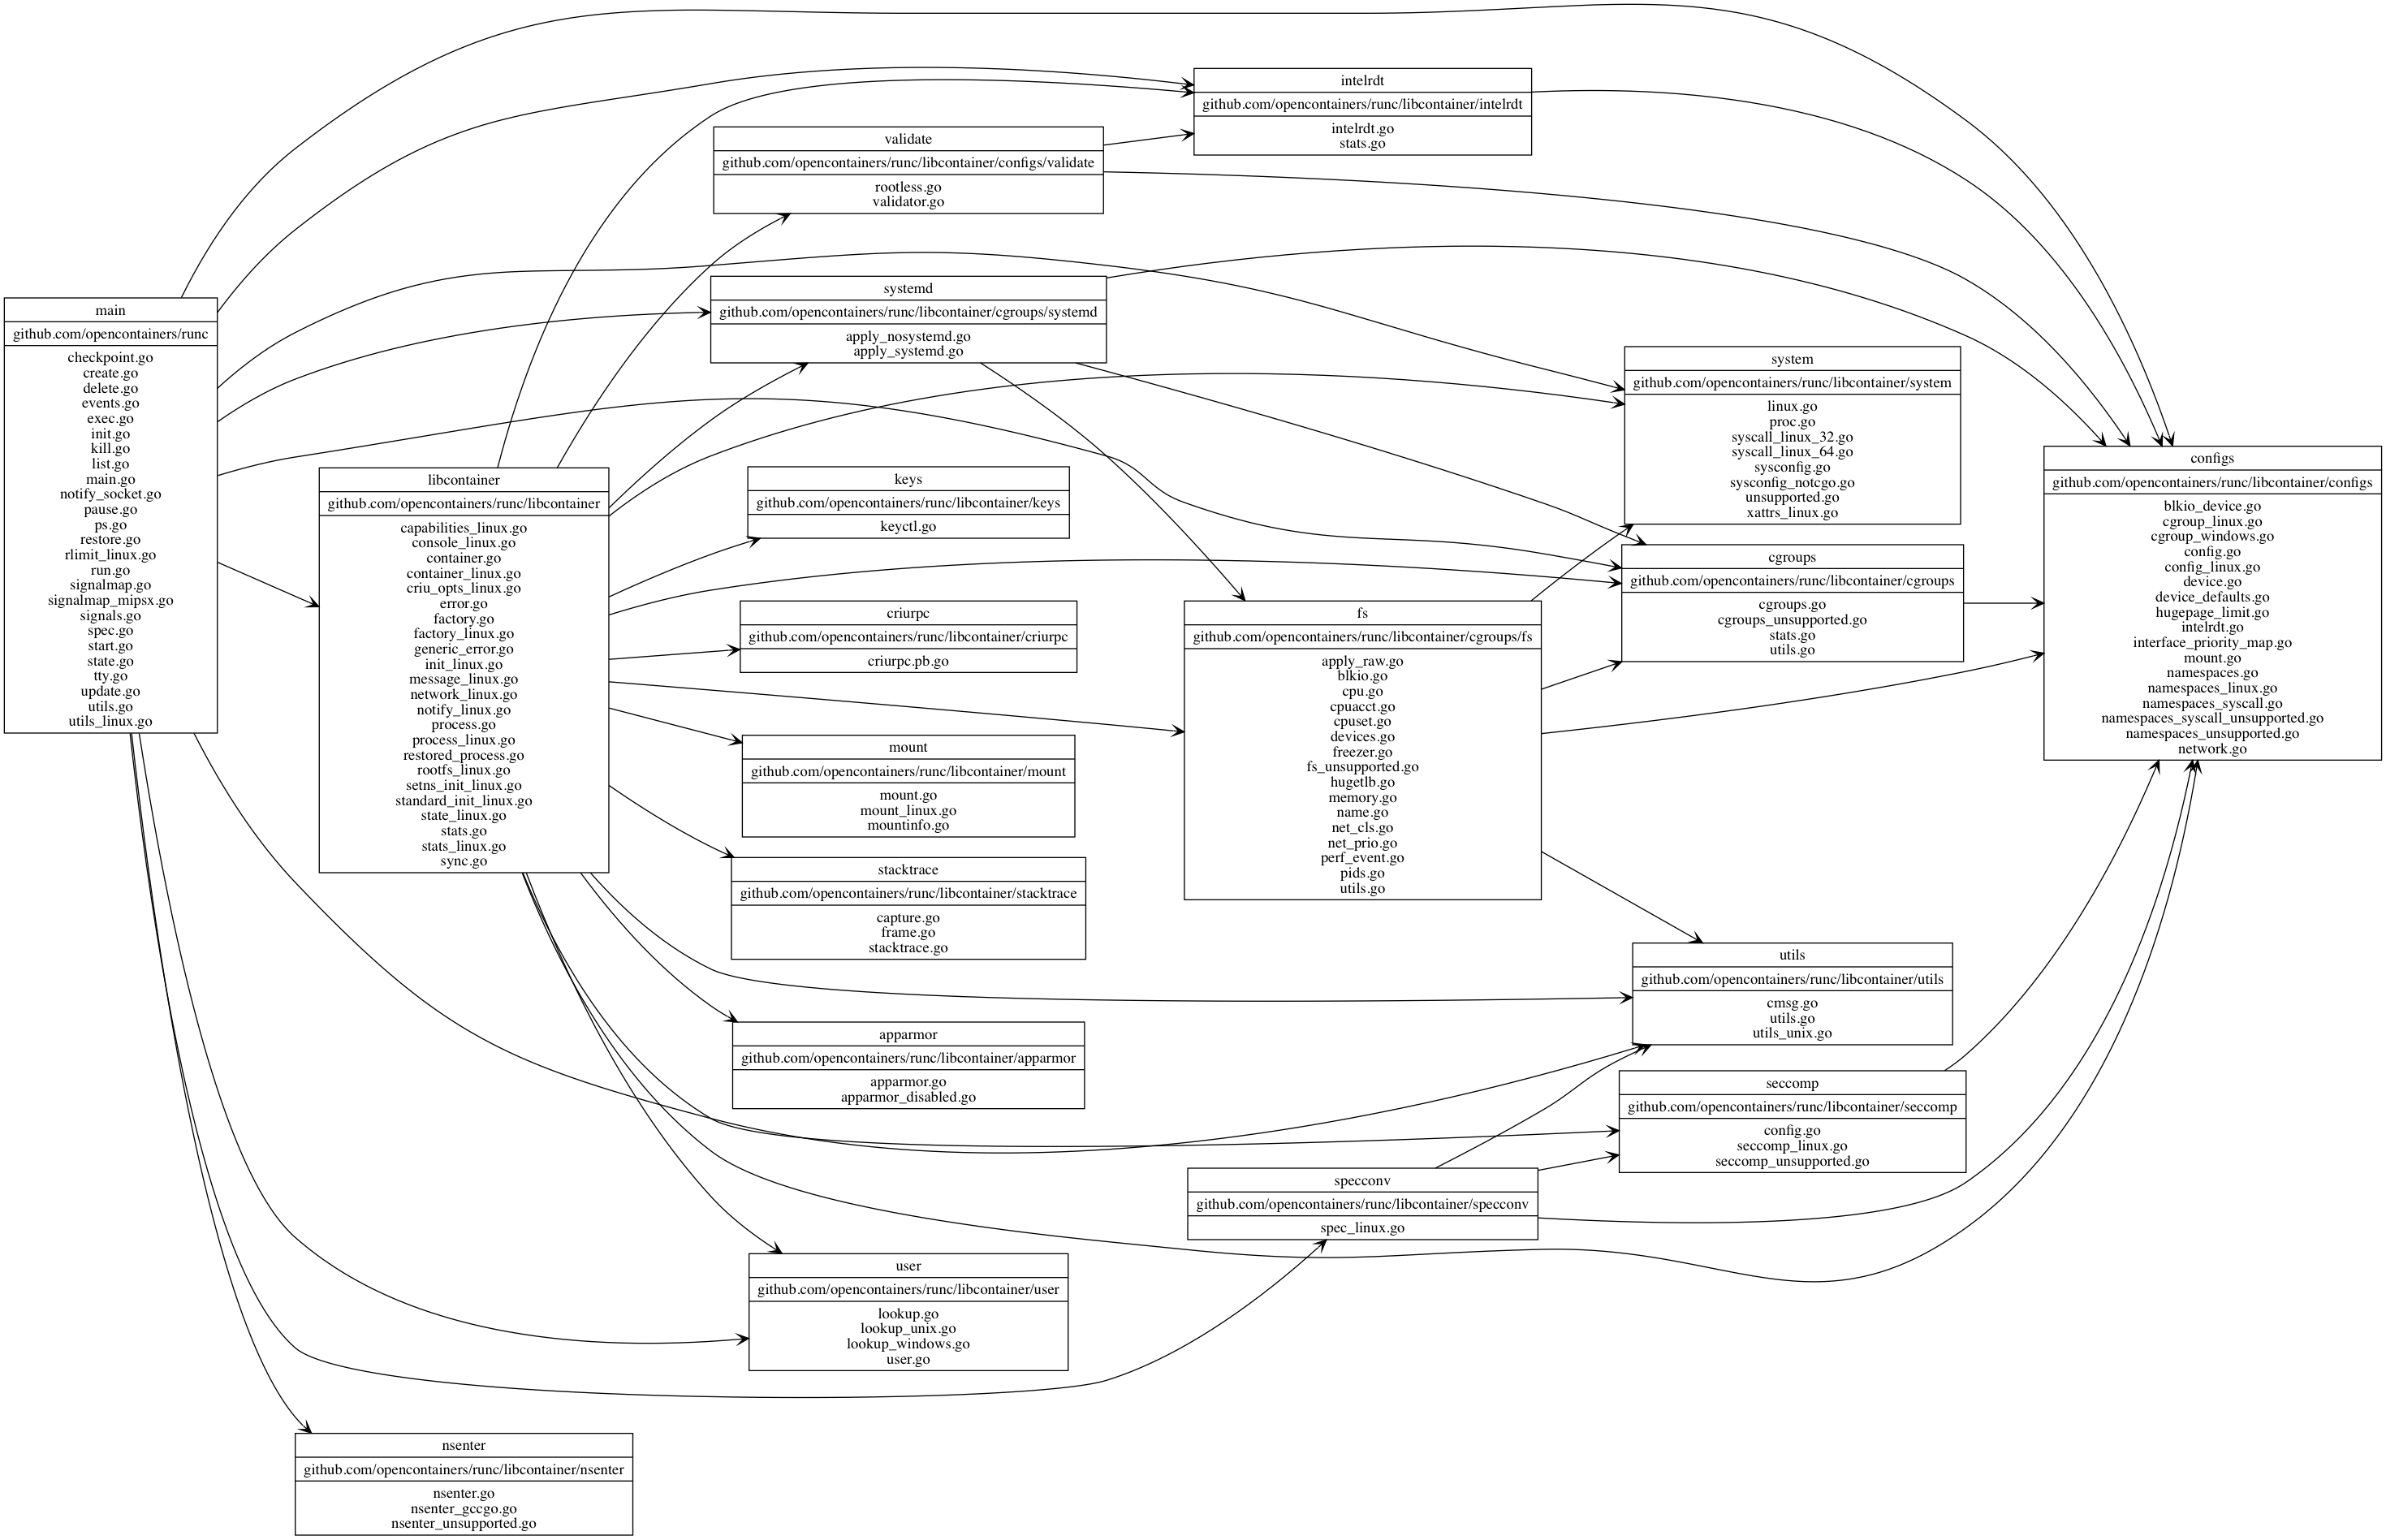 main
github.com/opencontainers/runc
checkpoint.go
create.go
delete.go
events.go
exec.go
init.go
kill.go
list.go
main.go
notify_socket.go
pause.go
ps.go
restore.go
rlimit_linux.go
run.go
signalmap.go
signalmap_mipsx.go
signals.go
spec.go
start.go
state.go
tty.go
update.go
utils.go
utils_linux.go
libcontainer
github.com/opencontainers/runc/libcontainer
capabilities_linux.go
console_linux.go
container.go
container_linux.go
criu_opts_linux.go
error.go
factory.go
factory_linux.go
generic_error.go
init_linux.go
message_linux.go
network_linux.go
notify_linux.go
process.go
process_linux.go
restored_process.go
rootfs_linux.go
setns_init_linux.go
standard_init_linux.go
state_linux.go
stats.go
stats_linux.go
sync.go
nsenter
github.com/opencontainers/runc/libcontainer/nsenter
nsenter.go
nsenter_gccgo.go
nsenter_unsupported.go
validate
github.com/opencontainers/runc/libcontainer/configs/validate
rootless.go
validator.go
systemd
github.com/opencontainers/runc/libcontainer/cgroups/systemd
apply_nosystemd.go
apply_systemd.go
keys
github.com/opencontainers/runc/libcontainer/keys
keyctl.go
criurpc
github.com/opencontainers/runc/libcontainer/criurpc
criurpc.pb.go
mount
github.com/opencontainers/runc/libcontainer/mount
mount.go
mount_linux.go
mountinfo.go
stacktrace
github.com/opencontainers/runc/libcontainer/stacktrace
capture.go
frame.go
stacktrace.go
apparmor
github.com/opencontainers/runc/libcontainer/apparmor
apparmor.go
apparmor_disabled.go
user
github.com/opencontainers/runc/libcontainer/user
lookup.go
lookup_unix.go
lookup_windows.go
user.go
intelrdt
github.com/opencontainers/runc/libcontainer/intelrdt
intelrdt.go
stats.go
fs
github.com/opencontainers/runc/libcontainer/cgroups/fs
apply_raw.go
blkio.go
cpu.go
cpuacct.go
cpuset.go
devices.go
freezer.go
fs_unsupported.go
hugetlb.go
memory.go
name.go
net_cls.go
net_prio.go
perf_event.go
pids.go
utils.go
specconv
github.com/opencontainers/runc/libcontainer/specconv
spec_linux.go
system
github.com/opencontainers/runc/libcontainer/system
linux.go
proc.go
syscall_linux_32.go
syscall_linux_64.go
sysconfig.go
sysconfig_notcgo.go
unsupported.go
xattrs_linux.go
cgroups
github.com/opencontainers/runc/libcontainer/cgroups
cgroups.go
cgroups_unsupported.go
stats.go
utils.go
utils
github.com/opencontainers/runc/libcontainer/utils
cmsg.go
utils.go
utils_unix.go
seccomp
github.com/opencontainers/runc/libcontainer/seccomp
config.go
seccomp_linux.go
seccomp_unsupported.go
configs
github.com/opencontainers/runc/libcontainer/configs
blkio_device.go
cgroup_linux.go
cgroup_windows.go
config.go
config_linux.go
device.go
device_defaults.go
hugepage_limit.go
intelrdt.go
interface_priority_map.go
mount.go
namespaces.go
namespaces_linux.go
namespaces_syscall.go
namespaces_syscall_unsupported.go
namespaces_unsupported.go
network.go